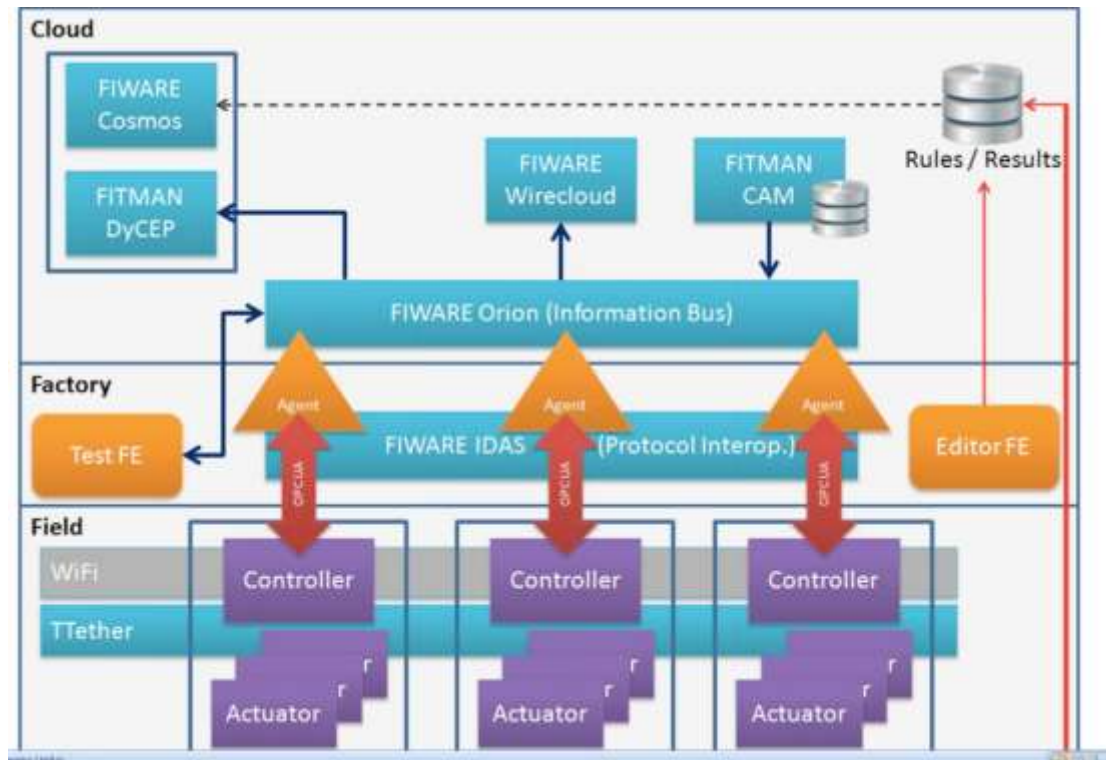 Cloud
FIWARE
Cosmos
FITMAN
DyCEP
FIWARE
Wirecloud
FITMAN
CAM
Rules / Results
FIWARE Orion (Information Bus)
Factory
Agent
Agent
Agent
Test FE
FIWARE IDAS (Protocol Interop.)
Editor FE
OPCUA
OPCUA
OPCUA
Field
WiFi
Controller
Controller
Controller
TTether
r
r
r
r
r
r
Actuator
Actuator
Actuator